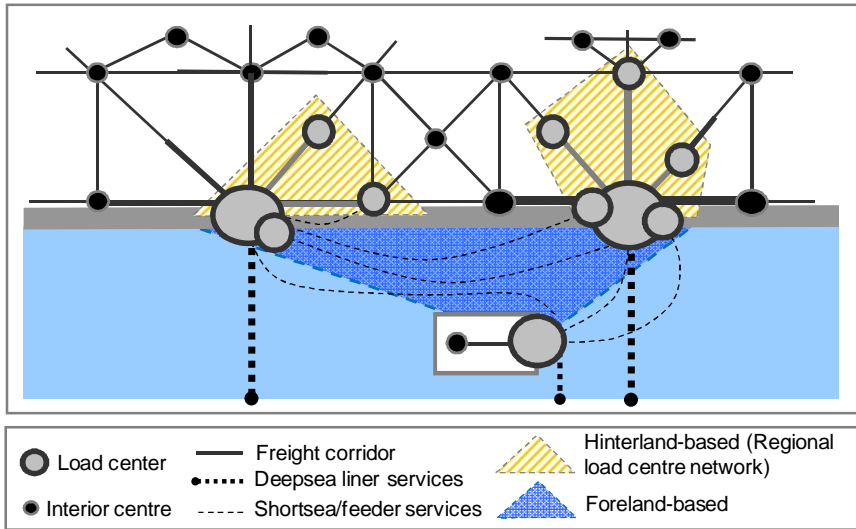 Load center
Interior centre
Freight corridor
Deepsea liner services
Shortsea/feeder services
Hinterland-based (Regional
load centre network)
Foreland-based